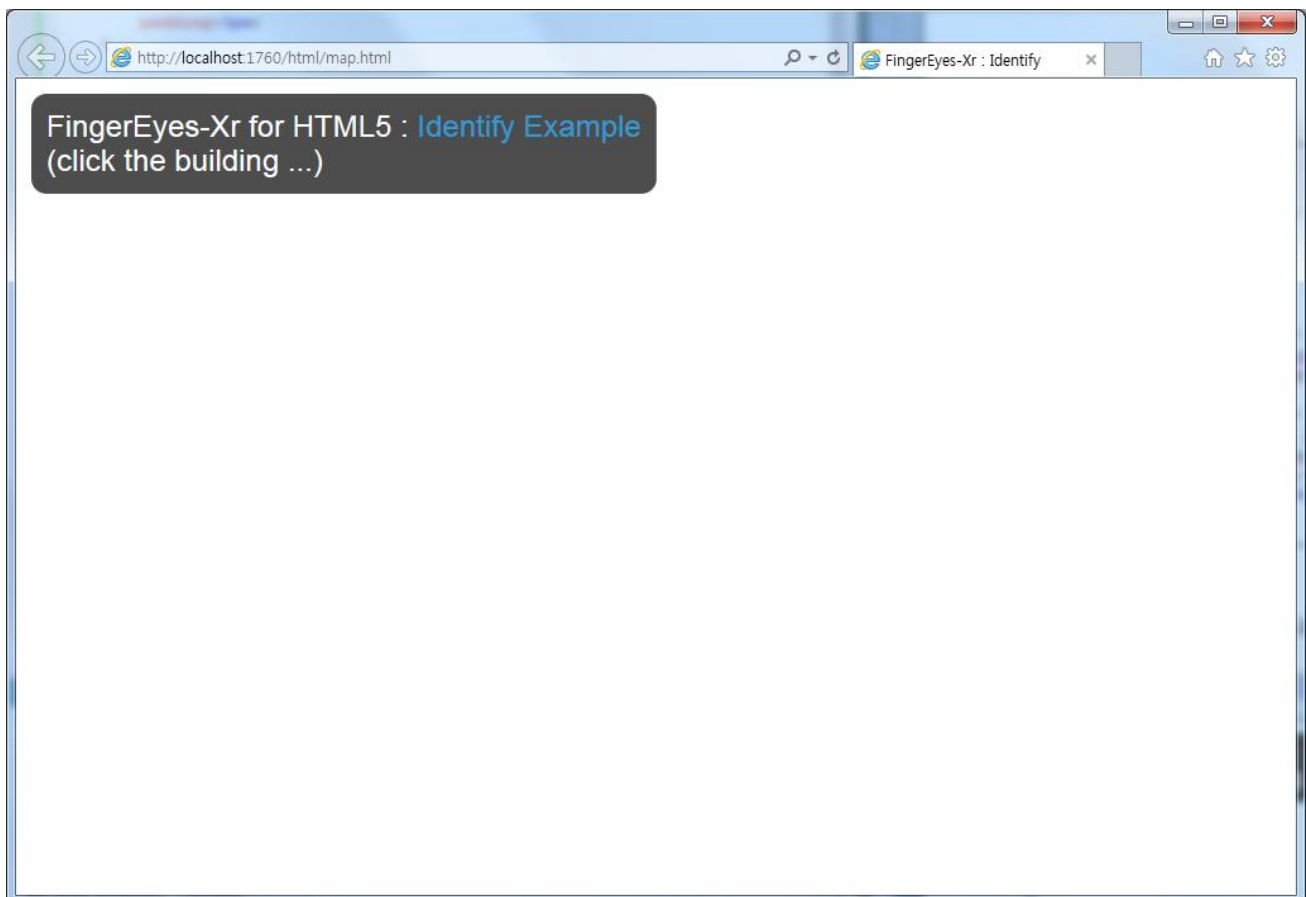 http://localhost:1760/html/map.html
FingerEyes-Xr : Identify
FingerEyes-Xr for HTML5 : Identify Example
(click the building ...)